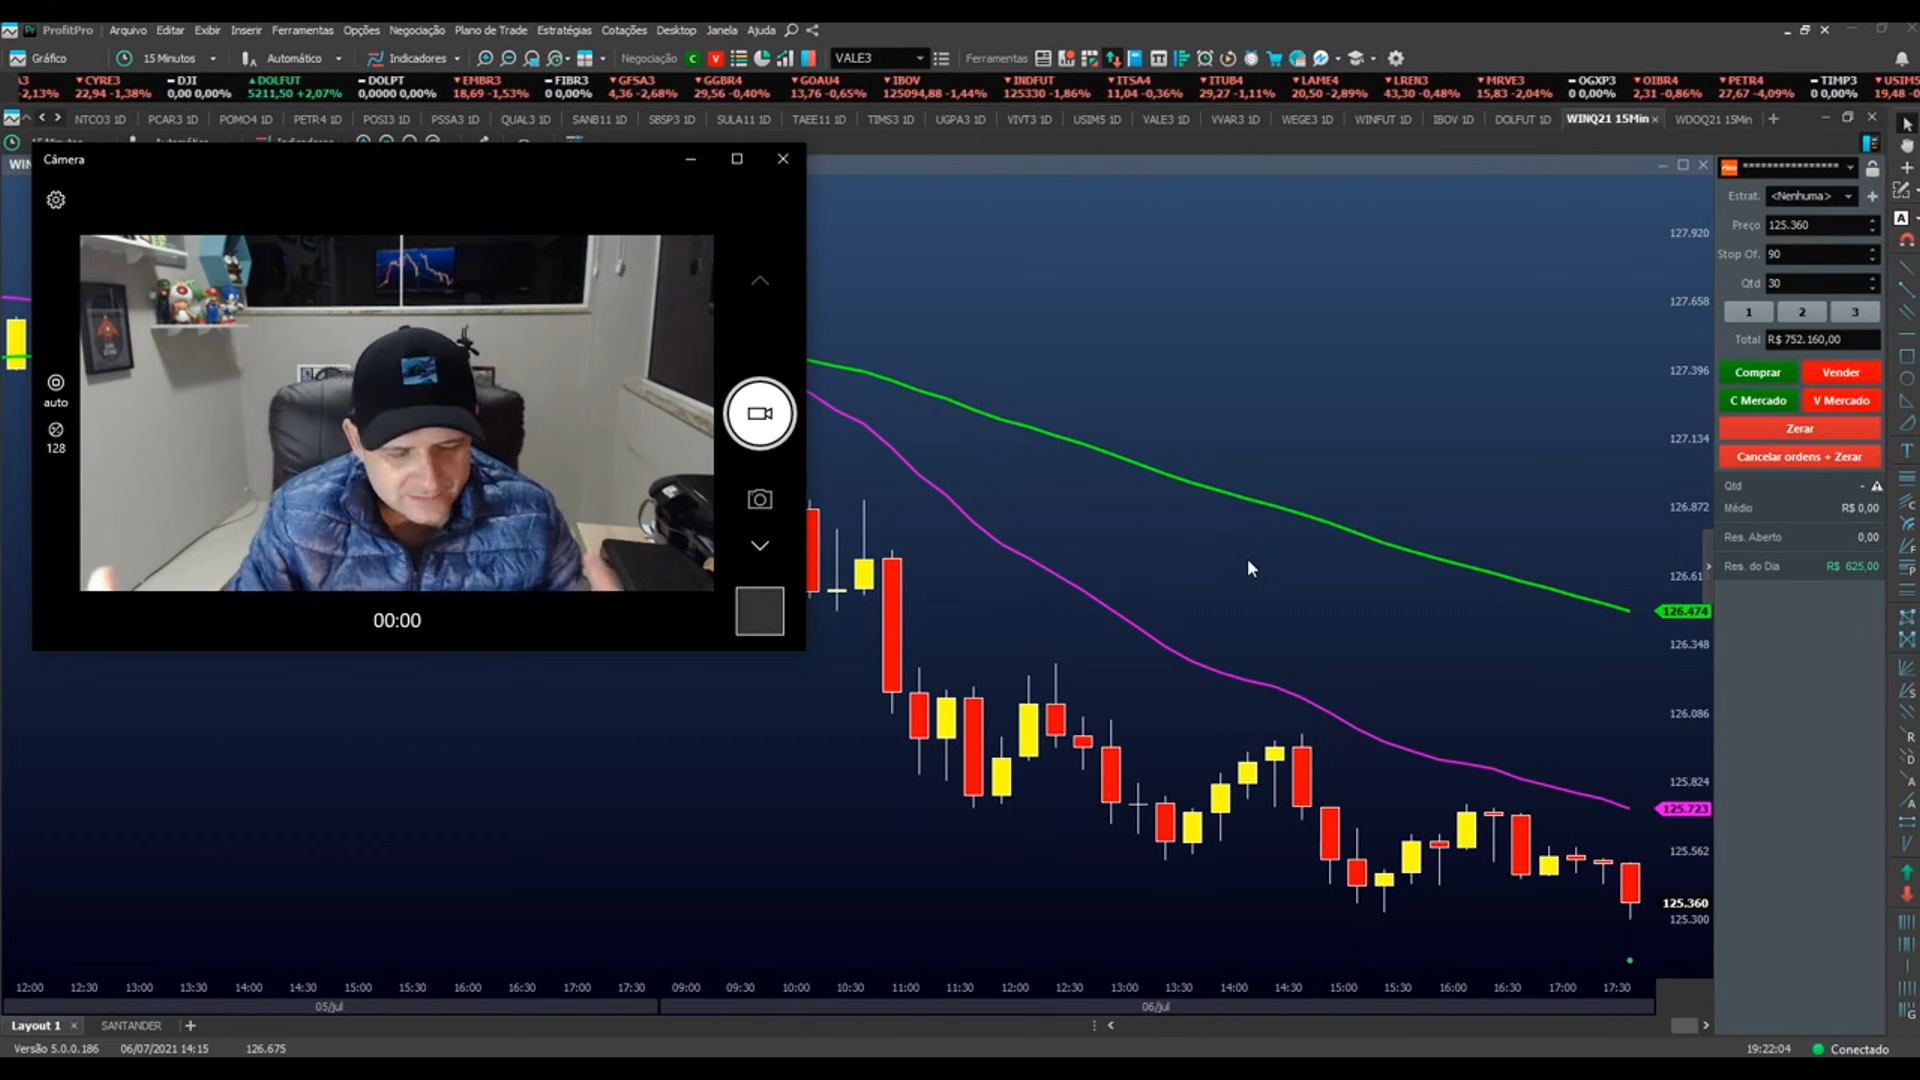 ProfitPro Arquivo Editar Exibir Inserir Ferramentas Opções Negociação Plano de Trade Estratégias Cotações Desktop Janela Ajuda
Gráfico 15 Minutos Automático Indicadores Negociação C V VALE3 Ferramentas
CYRE3 DJI DOLFUT DOLPT EMBR3 FIBR3 GFSA3 GGBR4 GOAU4 IBOV INDFUT ITSA4 ITUB4 LAME4 LREN3 MRVE3 OGXP3 OIBR4 PETR4 TIMP3 USIM5
-2,13% 22,94 -1,38% 0,00 0,00% 5211,50 +2,07% 0,0000 0,00% 18,69 -1,53% 0 0,00% 4,36 -2,68% 29,56 -0,40% 13,76 -0,65% 125094,88 -1,44% 125330 -1,86% 11,04 -0,36% 29,27 -1,11% 20,50 -2,89% 43,30 -0,48% 15,83 -2,04% 0 0,00% 2,31 -0,86% 27,67 -4,09% 0 0,00% 19,48
NTCO3 1D PCAR3 1D POMO4 1D PETR4 1D POSI3 1D PSSA3 1D QUAL3 1D SANB11 1D SBSP3 1D SULA11 1D TAEE11 1D TIMS3 1D UGPA3 1D VIVT3 1D USIM5 1D VALE3 1D VVAR3 1D WEGE3 1D WINFUT 1D IBOV 1D DOLFUT 1D WINQ21 15Min WDOQ21 15Min
Câmera
auto
128
00:00
127.920
127.658
127.396
127.134
126.872
126.474
126.348
126.086
125.824
125.723
125.562
125.360
125.300
rico ****************
Estrat. <Nenhuma>
Preço 125.360
Stop Of. 90
Qtd 30
1 2 3
Total R$ 752.160,00
Comprar Vender
C Mercado V Mercado
Zerar
Cancelar ordens + Zerar
Qtd -
Médio R$ 0,00
Res. Aberto 0,00
Res. do Dia R$ 625,00
12:00 12:30 13:00 13:30 14:00 14:30 15:00 15:30 16:00 16:30 17:00 17:30 09:00 09:30 10:00 10:30 11:00 11:30 12:00 12:30 13:00 13:30 14:00 14:30 15:00 15:30 16:00 16:30 17:00 17:30
05/jul 06/jul
Layout 1 SANTANDER
Versão 5.0.0.186 06/07/2021 14:15 126.675 19:22:04 Conectado